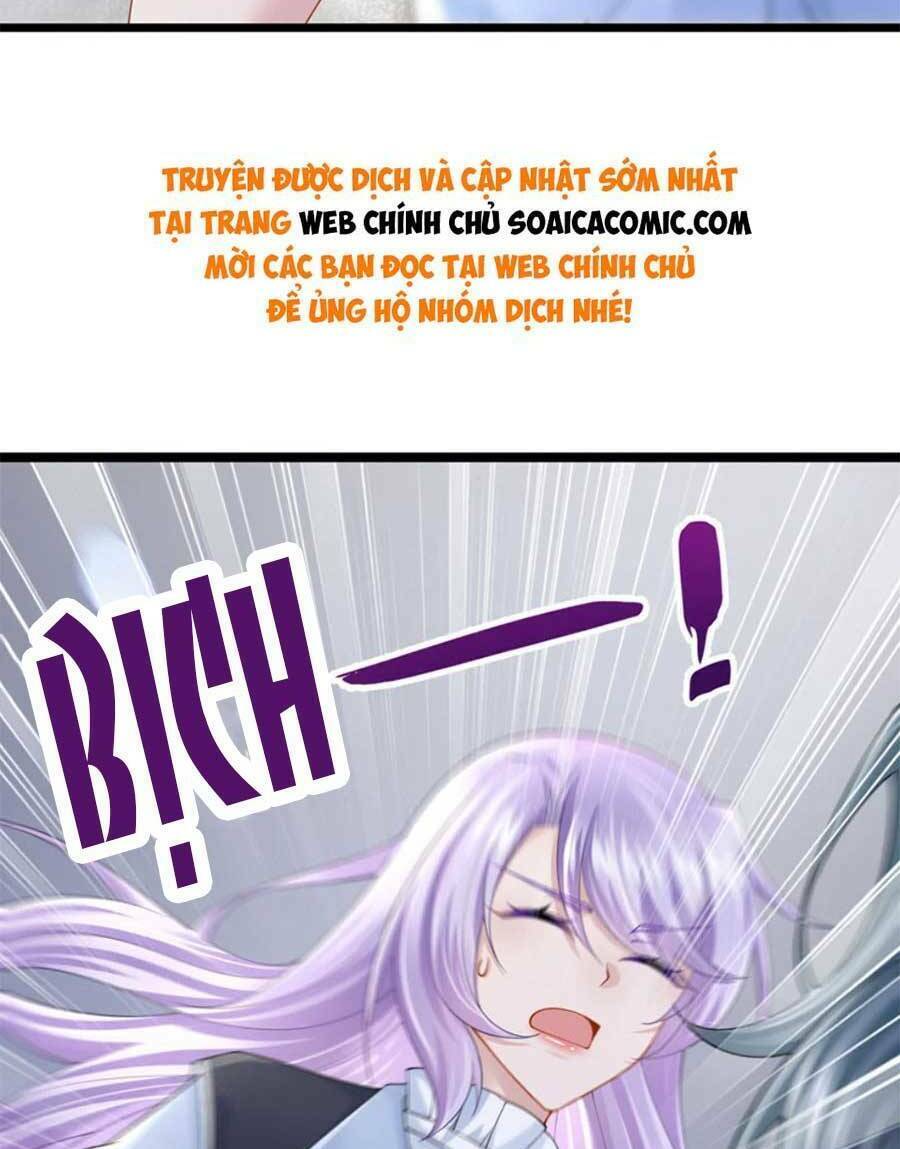 TRUYỆN ĐƯỢC DỊCH VÀ CẬP NHẬT SỚM NHẤT
TẠI TRANG WEB CHÍNH CHỦ SOAICACOMIC.COM
MỜI CÁC BẠN ĐỌC TẠI WEB CHÍNH CHỦ
ĐỂ ỦNG HỘ NHÓM DỊCH NHÉ!
BỊCH—!